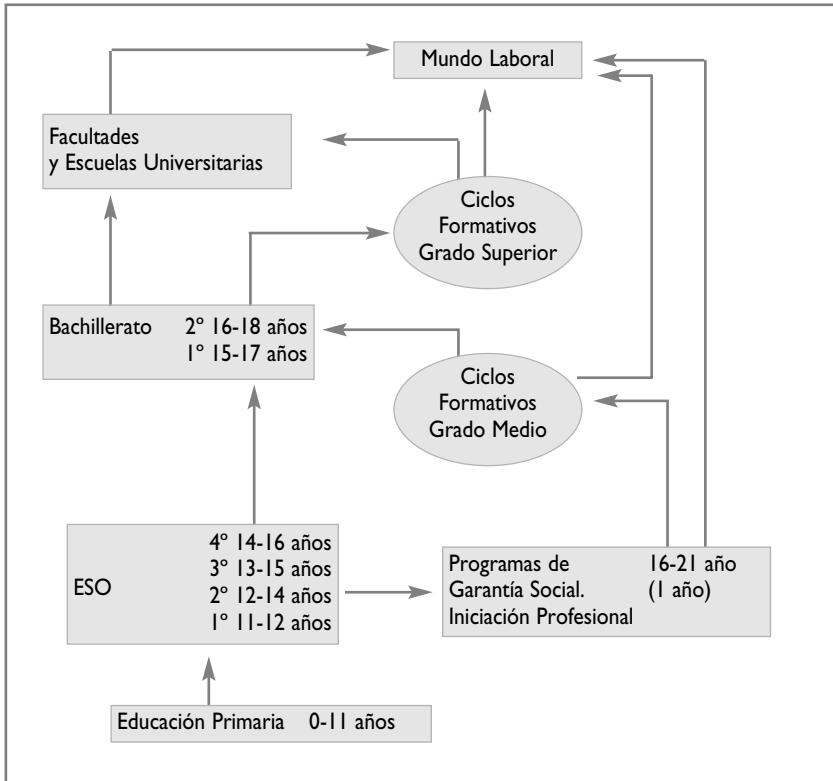 Mundo Laboral
Facultades
y Escuelas Universitarias
Ciclos
Formativos
Grado Superior
Bachillerato 2º 16-18 años
1º 15-17 años
Ciclos
Formativos
Grado Medio
ESO
4º 14-16 años
3º 13-15 años
2º 12-14 años
1º 11-12 años
Programas de 16-21 año
Garantía Social. (1 año)
Iniciación Profesional
Educación Primaria 0-11 años